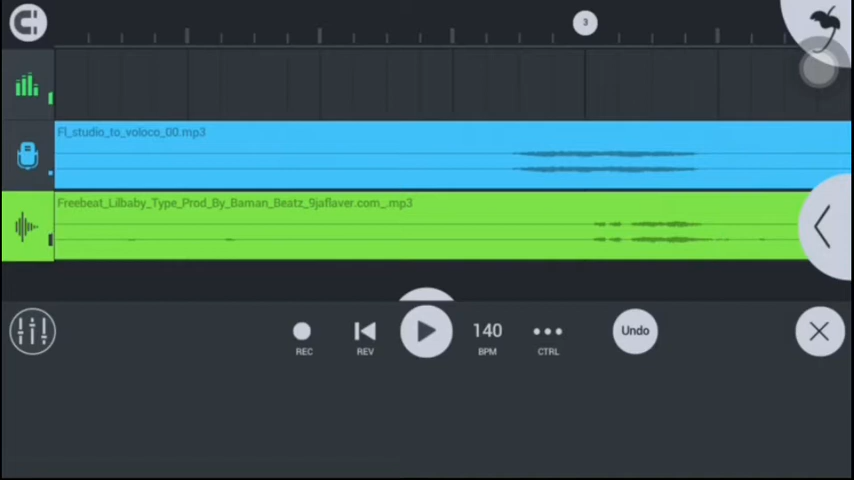 3
Fl_studio_to_voloco_00.mp3
Freebeat_Lilbaby_Type_Prod_By_Baman_Beatz_9jaflaver.com_.mp3
140
Undo
REC
REV
BPM
CTRL